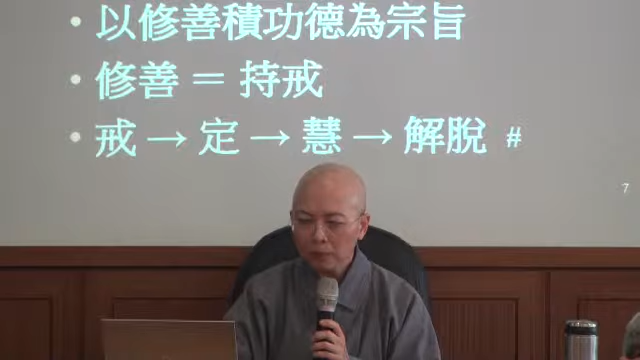 • 以修善積功德為宗旨
• 修善 = 持戒
• 戒 → 定 → 慧 → 解脫 #
7